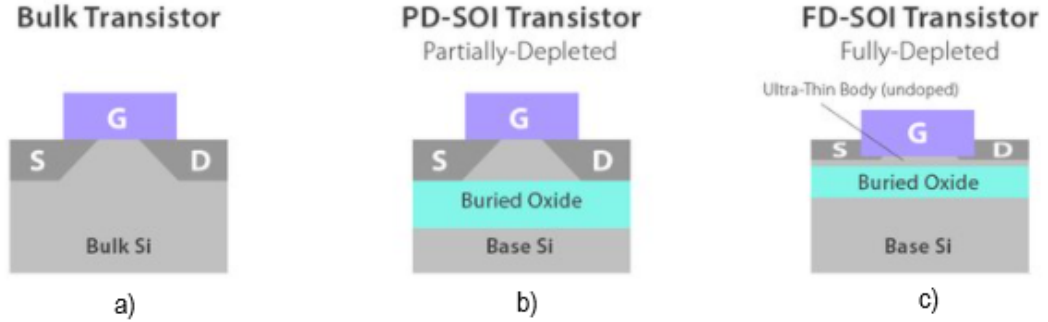 Bulk Transistor
G
S
D
Bulk Si
a)
PD-SOI Transistor
Partially-Depleted
G
S
D
Buried Oxide
Base Si
b)
FD-SOI Transistor
Fully-Depleted
Ultra-Thin Body (undoped)
G
S
D
Buried Oxide
Base Si
c)